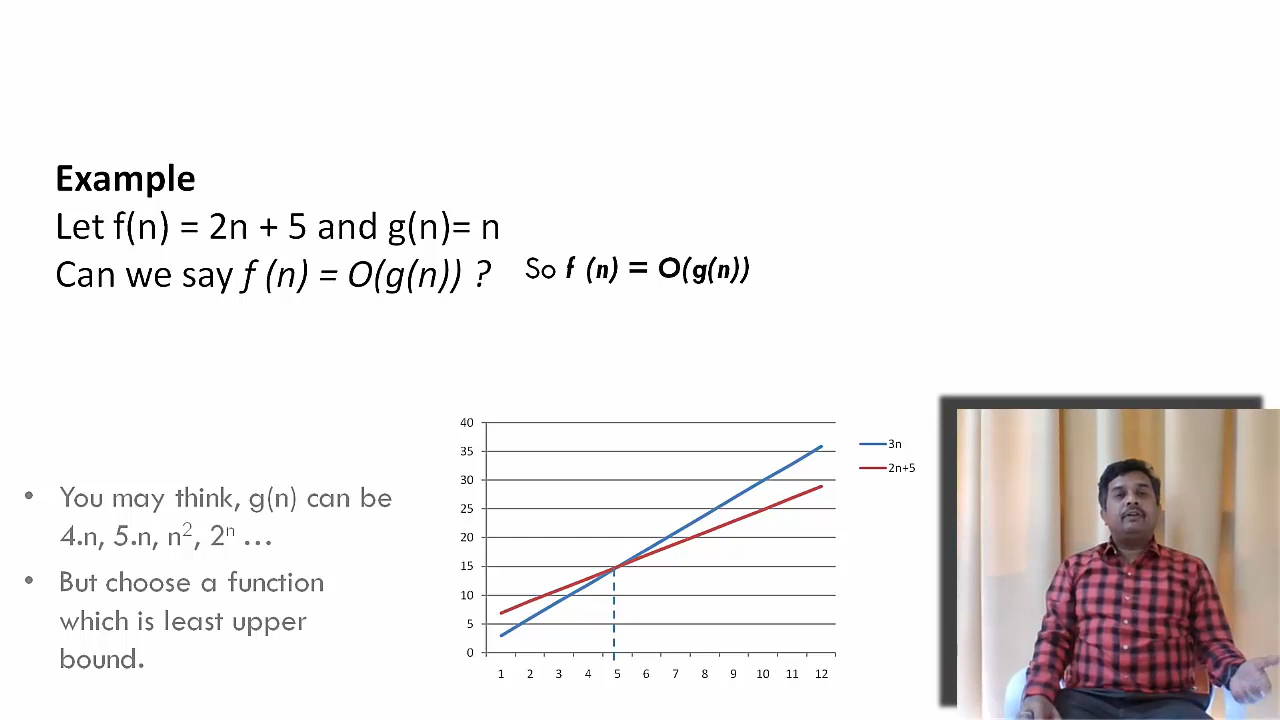 Example
Let f(n) = 2n + 5 and g(n)= n
Can we say f (n) = O(g(n)) ? So f (n) = O(g(n))
• You may think, g(n) can be
4.n, 5.n, n², 2ⁿ …
• But choose a function
which is least upper
bound.
40
35
30
25
20
15
10
5
0
1 2 3 4 5 6 7 8 9 10 11 12
3n
2n+5